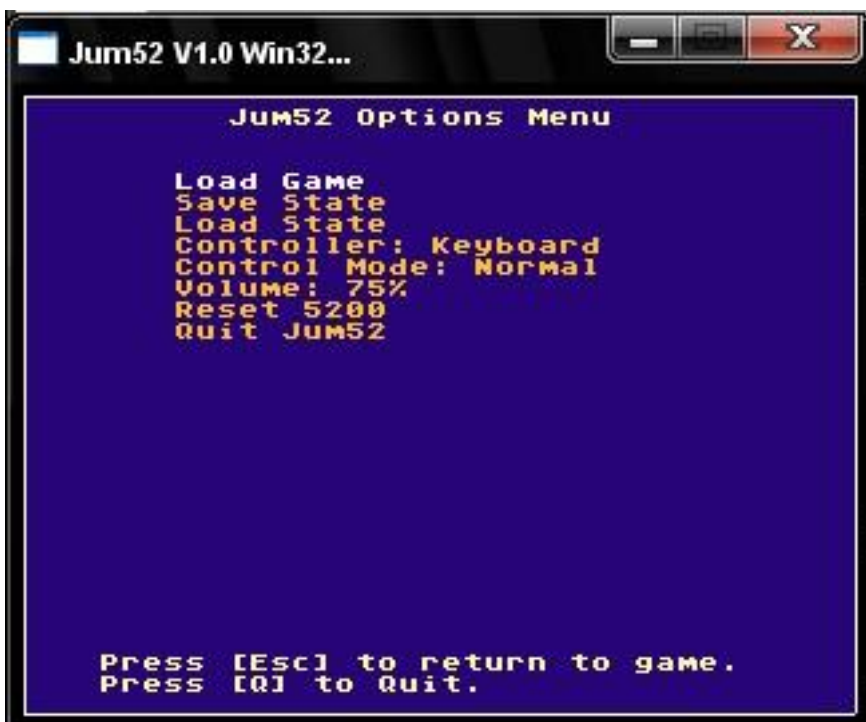 Jum52 V1.0 Win32...
Jum52 Options Menu
Load Game
Save State
Load State
Controller: Keyboard
Control Mode: Normal
Volume: 75%
Reset 5200
Quit Jum52
Press [Esc] to return to game.
Press [Q] to Quit.